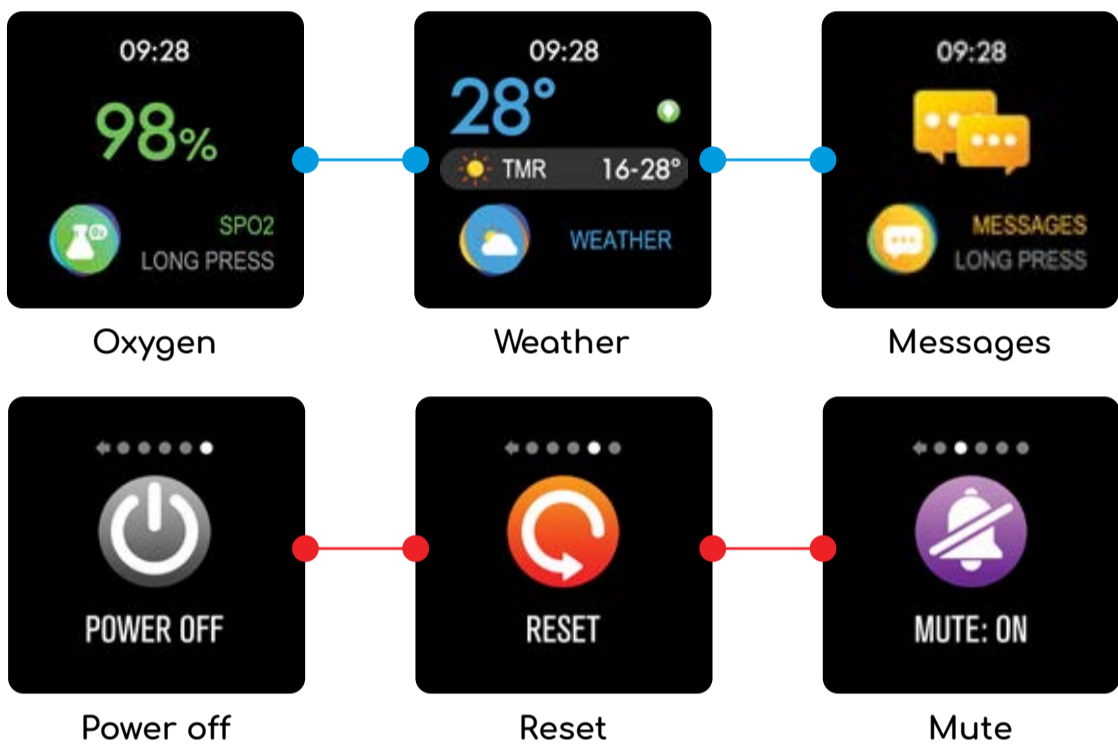 09:28
98%
SPO2
LONG PRESS
09:28
28°
TMR 16-28°
WEATHER
09:28
MESSAGES
LONG PRESS
Oxygen
Weather
Messages
POWER OFF
RESET
MUTE: ON
Power off
Reset
Mute